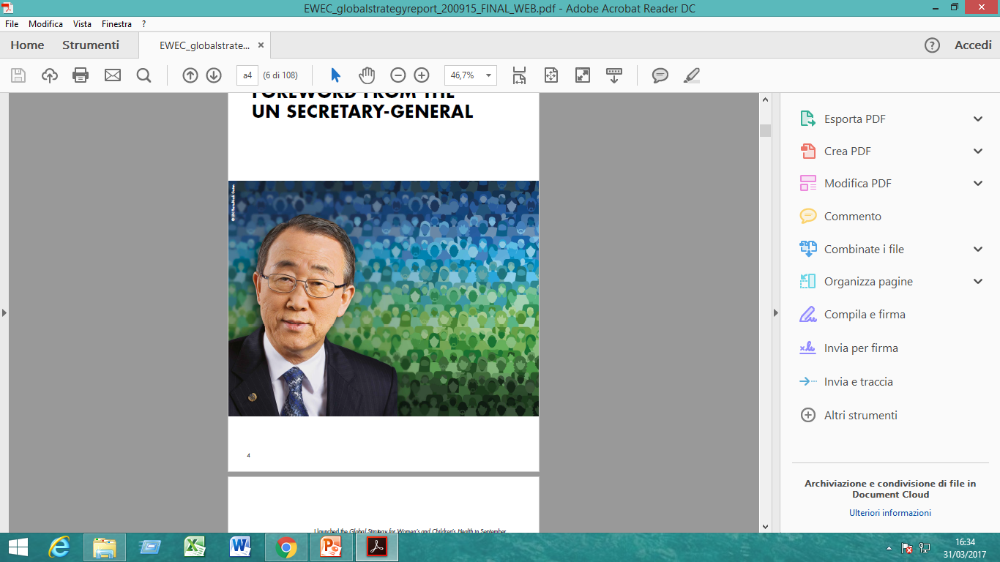 EWEC_globalstrategyreport_200915_FINAL_WEB.pdf - Adobe Acrobat Reader DC
File Modifica Vista Finestra ?
Home Strumenti EWEC_globalstrate... × Accedi
a4 (6 di 108) 46,7%
FOREWORD FROM THE
UN SECRETARY-GENERAL
4
I launched the Global Strategy for Women's and Children's Health in September
Esporta PDF
Crea PDF
Modifica PDF
Commento
Combinate i file
Organizza pagine
Compila e firma
Invia per firma
Invia e traccia
Altri strumenti
Archiviazione e condivisione di file in
Document Cloud
Ulteriori informazioni
16:34
31/03/2017